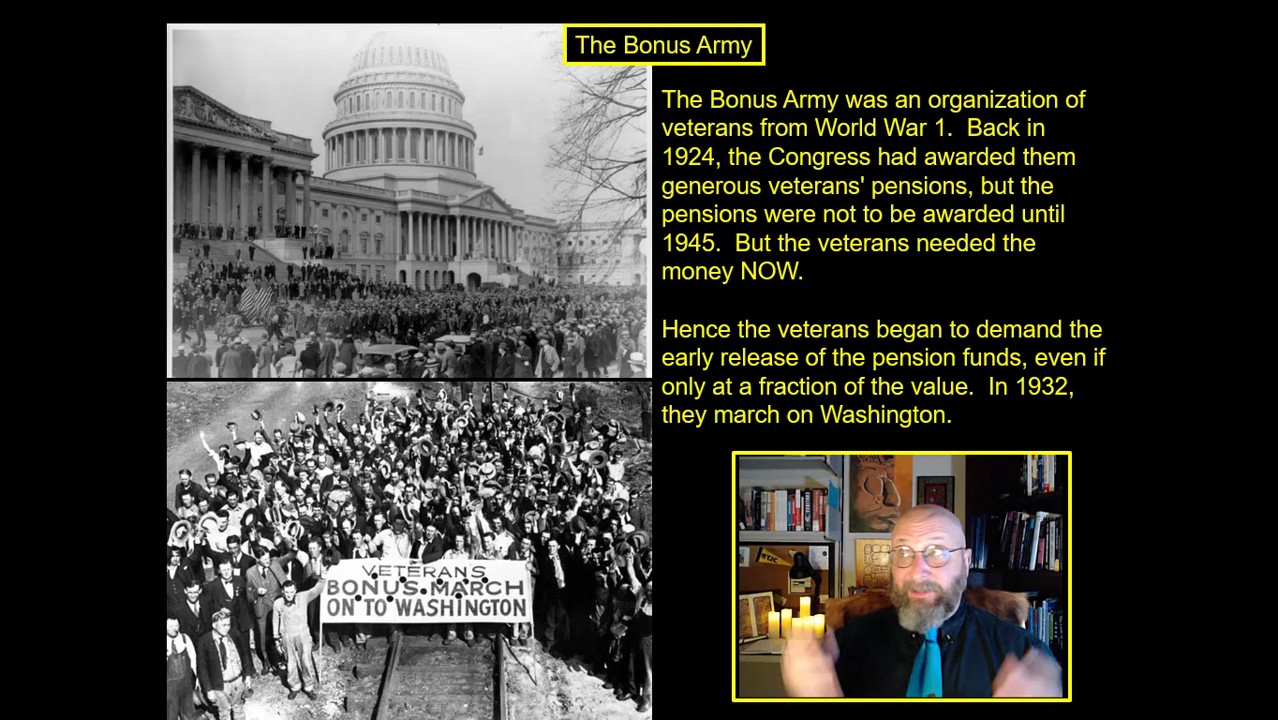 The Bonus Army
The Bonus Army was an organization of
veterans from World War 1.  Back in
1924, the Congress had awarded them
generous veterans' pensions, but the
pensions were not to be awarded until
1945.  But the veterans needed the
money NOW.
Hence the veterans began to demand the
early release of the pension funds, even if
only at a fraction of the value.  In 1932,
they march on Washington.
VETERANS
BONUS MARCH
ON TO WASHINGTON